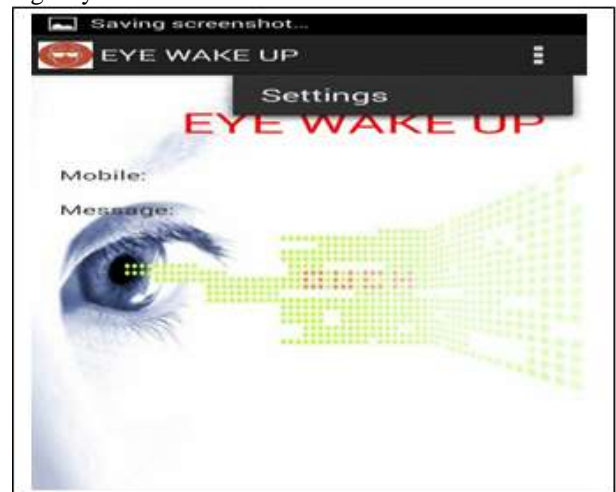 Saving screenshot...
EYE WAKE UP
Settings
EYE WAKE UP
Mobile:
Message: